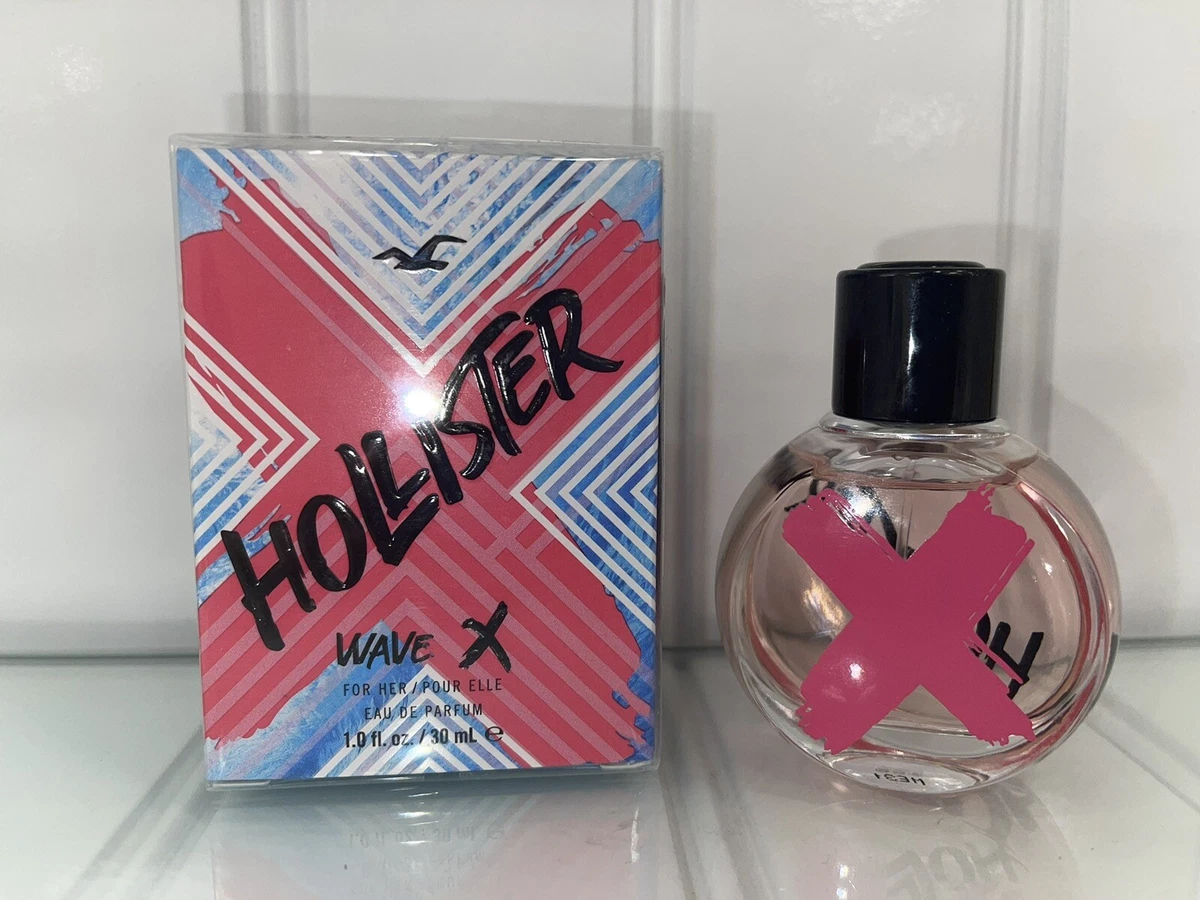 HOLLISTER
WAVE X
FOR HER / POUR ELLE
EAU DE PARFUM
1.0 fl. oz. / 30 mL ℮
X